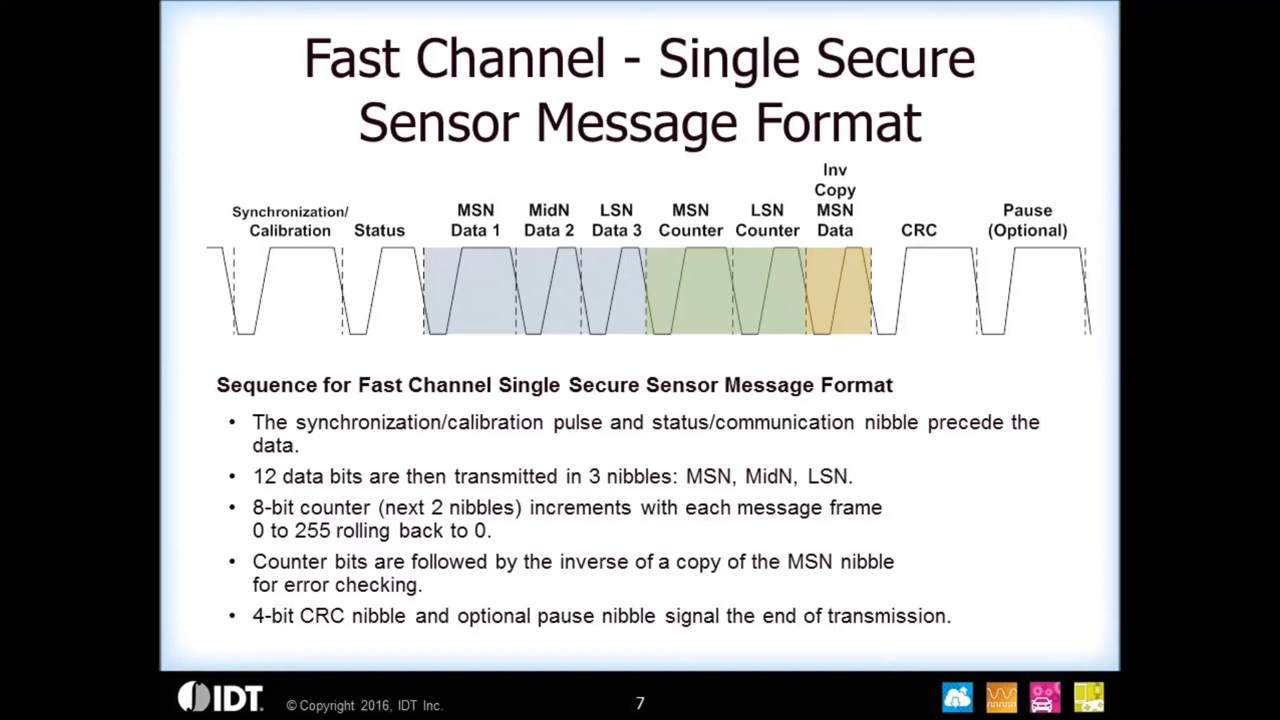 Fast Channel - Single Secure
Sensor Message Format
Synchronization/
Calibration
Status
MSN
Data 1
MidN
Data 2
LSN
Data 3
MSN
Counter
LSN
Counter
Inv
Copy
MSN
Data
CRC
Pause
(Optional)
Sequence for Fast Channel Single Secure Sensor Message Format
• The synchronization/calibration pulse and status/communication nibble precede the
data.
• 12 data bits are then transmitted in 3 nibbles: MSN, MidN, LSN.
• 8-bit counter (next 2 nibbles) increments with each message frame
0 to 255 rolling back to 0.
• Counter bits are followed by the inverse of a copy of the MSN nibble
for error checking.
• 4-bit CRC nibble and optional pause nibble signal the end of transmission.
IDT.
© Copyright 2016, IDT Inc.
7